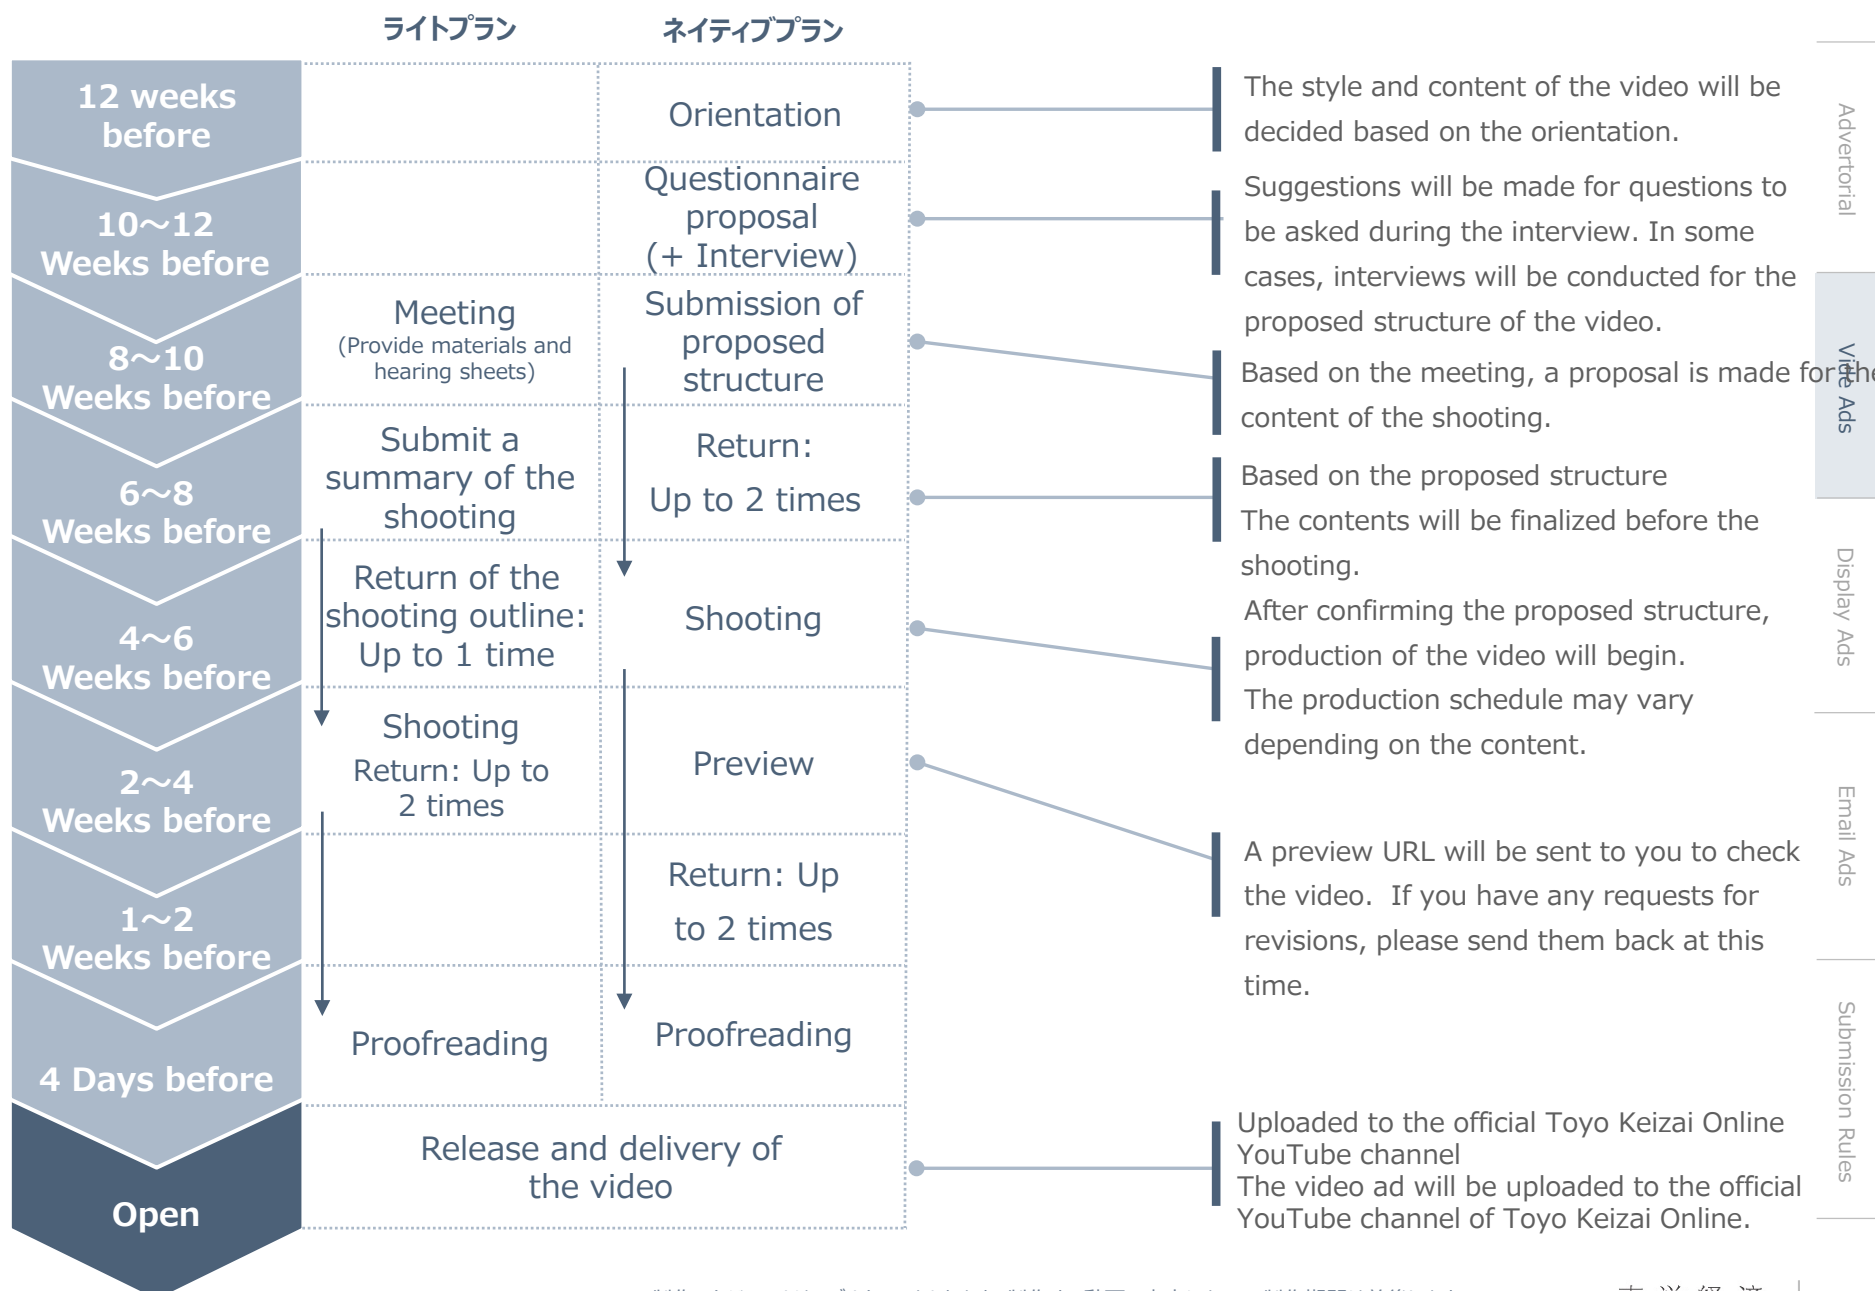 ライトプラン
ネイティブプラン
12 weeks
before
Orientation
The style and content of the video will be
decided based on the orientation.
10～12
Weeks before
Questionnaire
proposal
(+ Interview)
Suggestions will be made for questions to
be asked during the interview. In some
cases, interviews will be conducted for the
proposed structure of the video.
8～10
Weeks before
Meeting
(Provide materials and
hearing sheets)
Submission of
proposed
structure
Based on the meeting, a proposal is made for the
content of the shooting.
6～8
Weeks before
Submit a
summary of the
shooting
Return:
Up to 2 times
Based on the proposed structure
The contents will be finalized before the
shooting.
4～6
Weeks before
Return of the
shooting outline:
Up to 1 time
Shooting
After confirming the proposed structure,
production of the video will begin.
The production schedule may vary
depending on the content.
2～4
Weeks before
Shooting
Return: Up to
2 times
Preview
A preview URL will be sent to you to check
the video.  If you have any requests for
revisions, please send them back at this
time.
1～2
Weeks before
Return: Up
to 2 times
4 Days before
Proofreading
Proofreading
Open
Release and delivery of
the video
Uploaded to the official Toyo Keizai Online
YouTube channel
The video ad will be uploaded to the official
YouTube channel of Toyo Keizai Online.
Advertorial
Vide Ads
Display Ads
Email Ads
Submission Rules